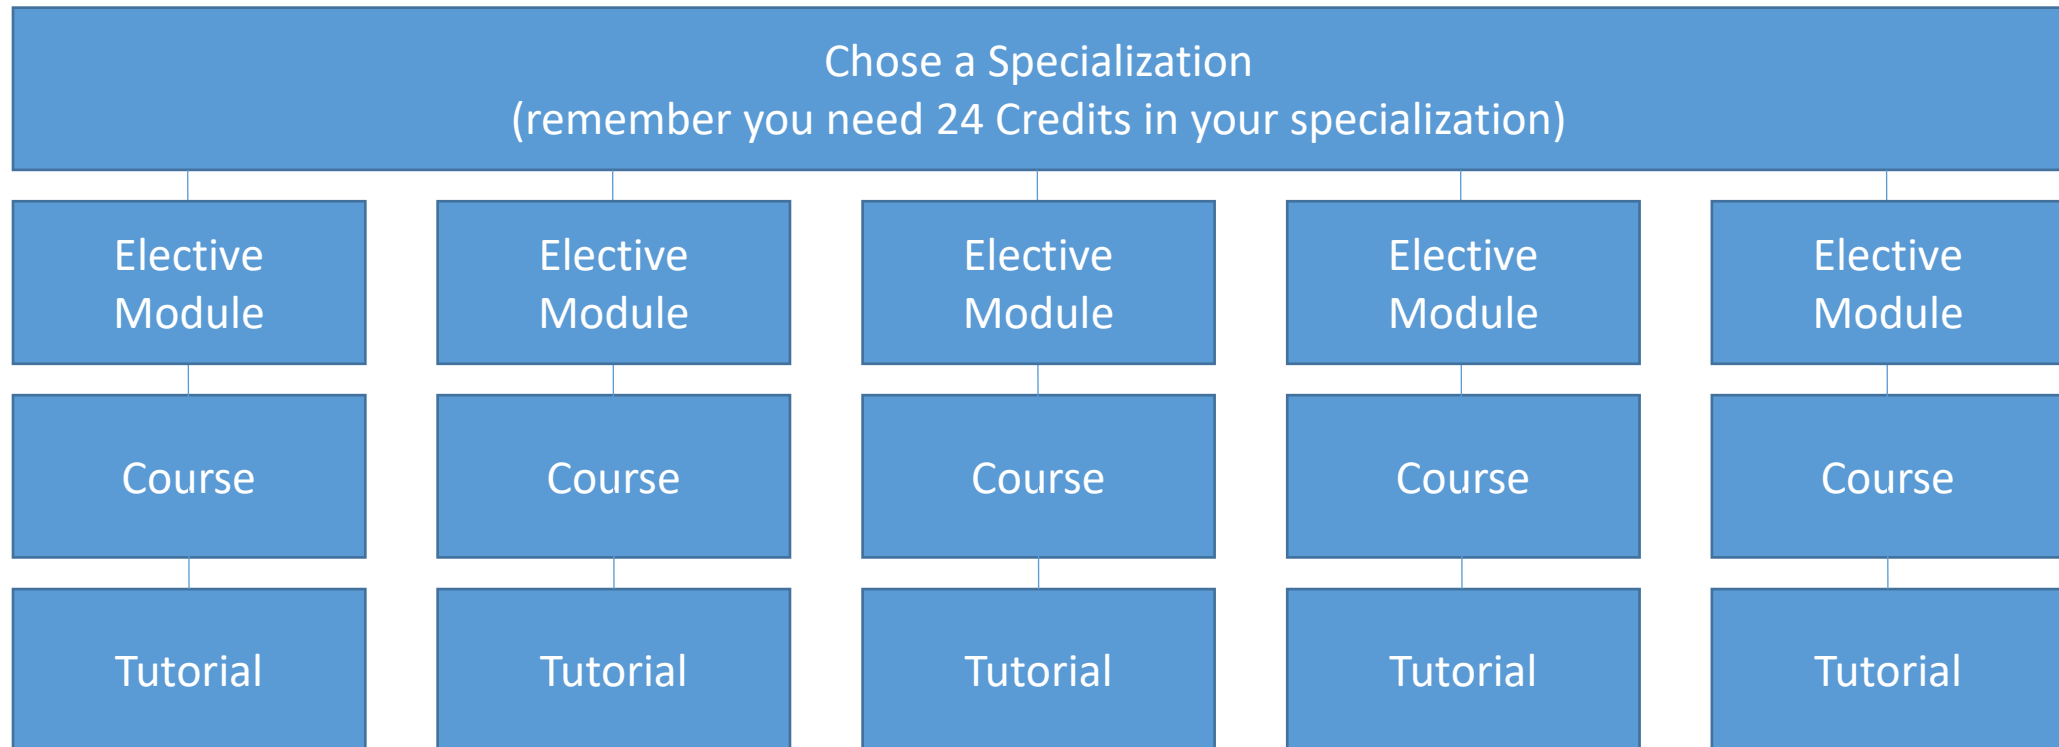 Chose a Specialization
(remember you need 24 Credits in your specialization)
Elective
Module
Elective
Module
Elective
Module
Elective
Module
Elective
Module
Course
Course
Course
Course
Course
Tutorial
Tutorial
Tutorial
Tutorial
Tutorial